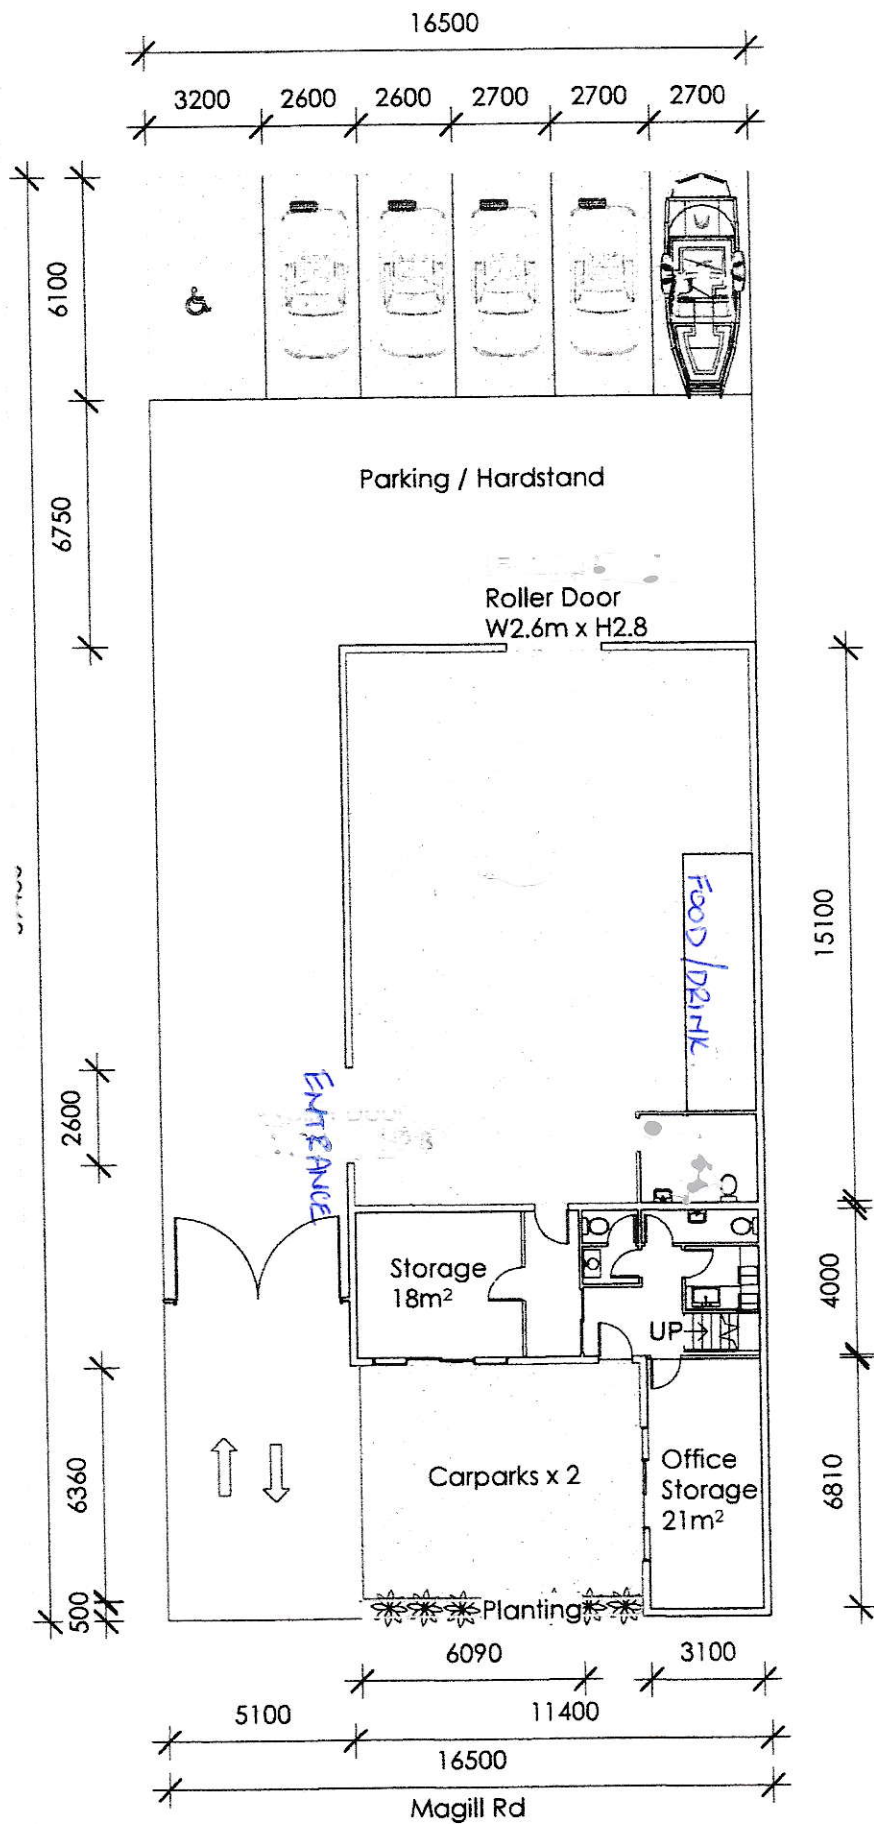 16500
3200 2600 2600 2700 2700 2700
6100
6750
Parking / Hardstand
Roller Door
W2.6m x H2.8
15100
FOOD/DRINK
2600
ENTRANCE
Storage
18m²
UP
4000
6360
Carparks x 2
Office
Storage
21m²
6810
500
Planting
6090 3100
5100 11400
16500
Magill Rd